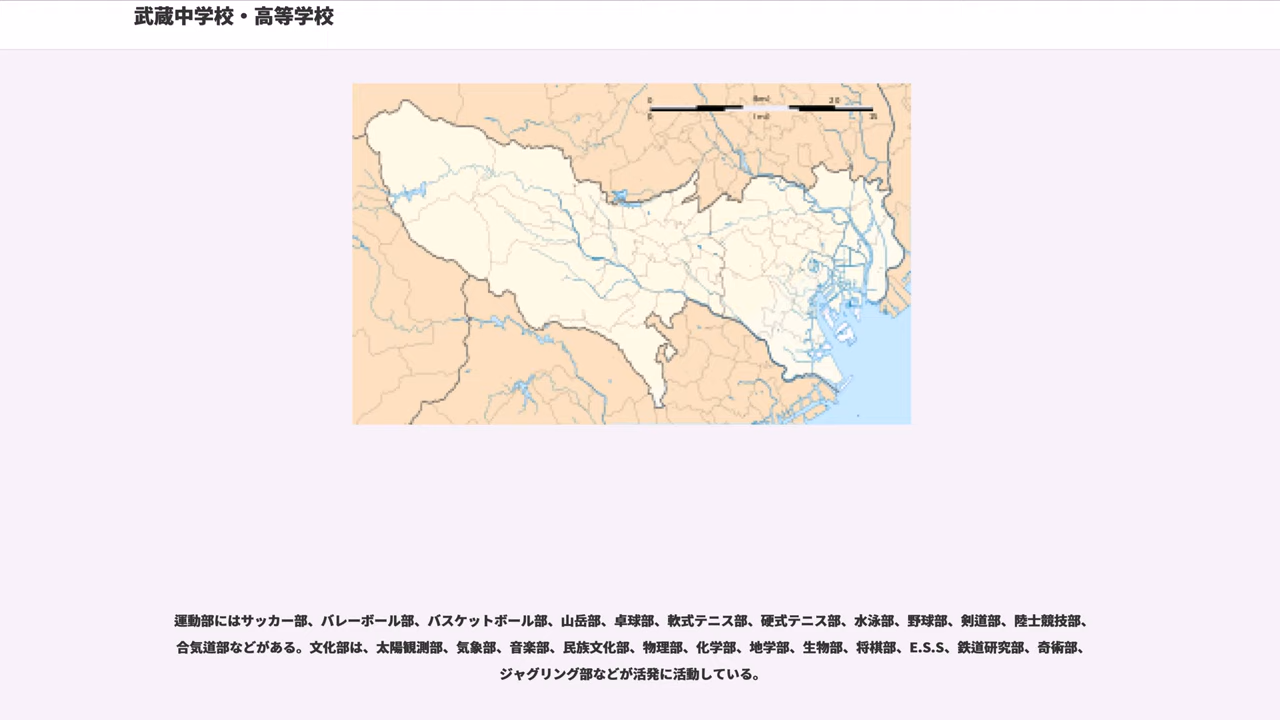 武蔵中学校・高等学校
0 (km) 20
0 (mi) 15
運動部にはサッカー部、バレーボール部、バスケットボール部、山岳部、卓球部、軟式テニス部、硬式テニス部、水泳部、野球部、剣道部、陸士競技部、
合気道部などがある。文化部は、太陽観測部、気象部、音楽部、民族文化部、物理部、化学部、地学部、生物部、将棋部、E.S.S、鉄道研究部、奇術部、
ジャグリング部などが活発に活動している。